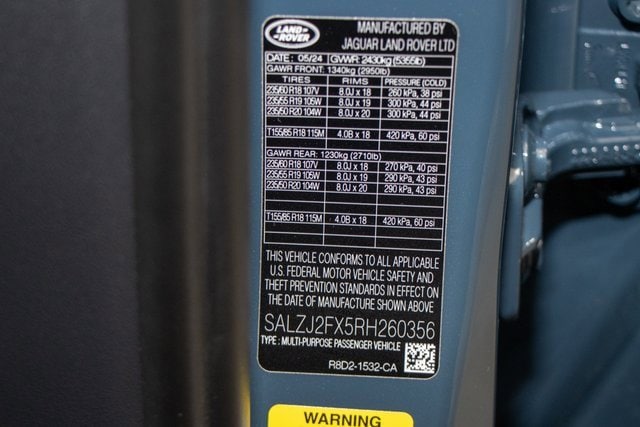 LAND-
-ROVER
MANUFACTURED BY
JAGUAR LAND ROVER LTD
DATE: 05/24 GVWR: 2430kg (5355lb)
GAWR FRONT: 1340kg (2950lb)
TIRES RIMS PRESSURE (COLD)
235/60 R18 107V 8.0J x 18 260 kPa, 38 psi
235/55 R19 105W 8.0J x 19 300 kPa, 44 psi
235/50 R20 104W 8.0J x 20 300 kPa, 44 psi
T155/85 R18 115M 4.0B x 18 420 kPa, 60 psi
GAWR REAR: 1230kg (2710lb)
235/60 R18 107V 8.0J x 18 270 kPa, 40 psi
235/55 R19 105W 8.0J x 19 290 kPa, 43 psi
235/50 R20 104W 8.0J x 20 290 kPa, 43 psi
T155/85 R18 115M 4.0B x 18 420 kPa, 60 psi
THIS VEHICLE CONFORMS TO ALL APPLICABLE
U.S. FEDERAL MOTOR VEHICLE SAFETY AND
THEFT PREVENTION STANDARDS IN EFFECT ON
THE DATE OF MANUFACTURE SHOWN ABOVE
SALZJ2FX5RH260356
TYPE: MULTI-PURPOSE PASSENGER VEHICLE
R8D2-1532-CA
WARNING